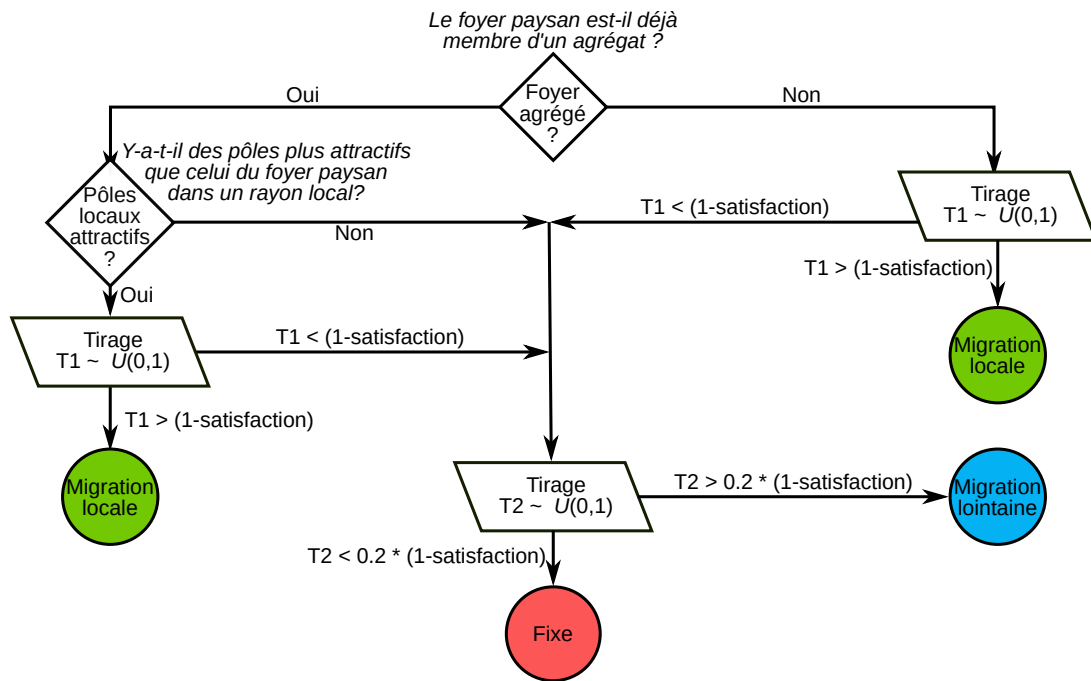 Le foyer paysan est-il déjà
membre d'un agrégat ?
Oui
Foyer
agrégé
?
Non
Y-a-t-il des pôles plus attractifs
que celui du foyer paysan
dans un rayon local?
Pôles
locaux
attractifs
?
Non
T1 < (1-satisfaction)
Tirage
T1 ~ U(0,1)
T1 > (1-satisfaction)
Oui
Tirage
T1 ~ U(0,1)
T1 < (1-satisfaction)
Migration
locale
T1 > (1-satisfaction)
Migration
locale
Tirage
T2 ~ U(0,1)
T2 > 0.2 * (1-satisfaction)
Migration
lointaine
T2 < 0.2 * (1-satisfaction)
Fixe